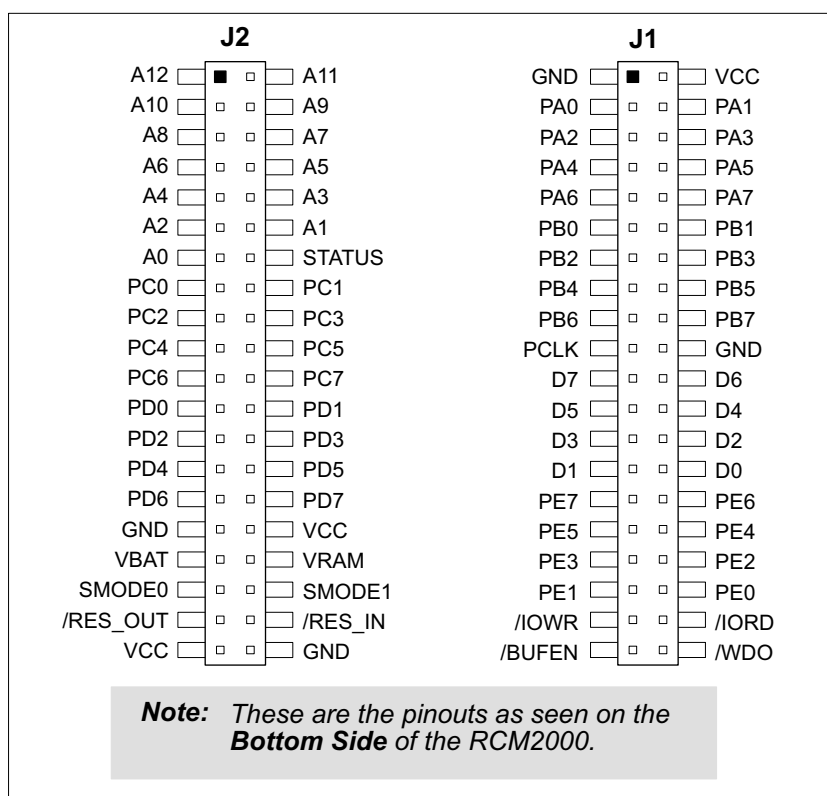 J2
A12 A11
A10 A9
A8 A7
A6 A5
A4 A3
A2 A1
A0 STATUS
PC0 PC1
PC2 PC3
PC4 PC5
PC6 PC7
PD0 PD1
PD2 PD3
PD4 PD5
PD6 PD7
GND VCC
VBAT VRAM
SMODE0 SMODE1
/RES_OUT /RES_IN
VCC GND
J1
GND VCC
PA0 PA1
PA2 PA3
PA4 PA5
PA6 PA7
PB0 PB1
PB2 PB3
PB4 PB5
PB6 PB7
PCLK GND
D7 D6
D5 D4
D3 D2
D1 D0
PE7 PE6
PE5 PE4
PE3 PE2
PE1 PE0
/IOWR /IORD
/BUFEN /WDO
Note: These are the pinouts as seen on the
Bottom Side of the RCM2000.